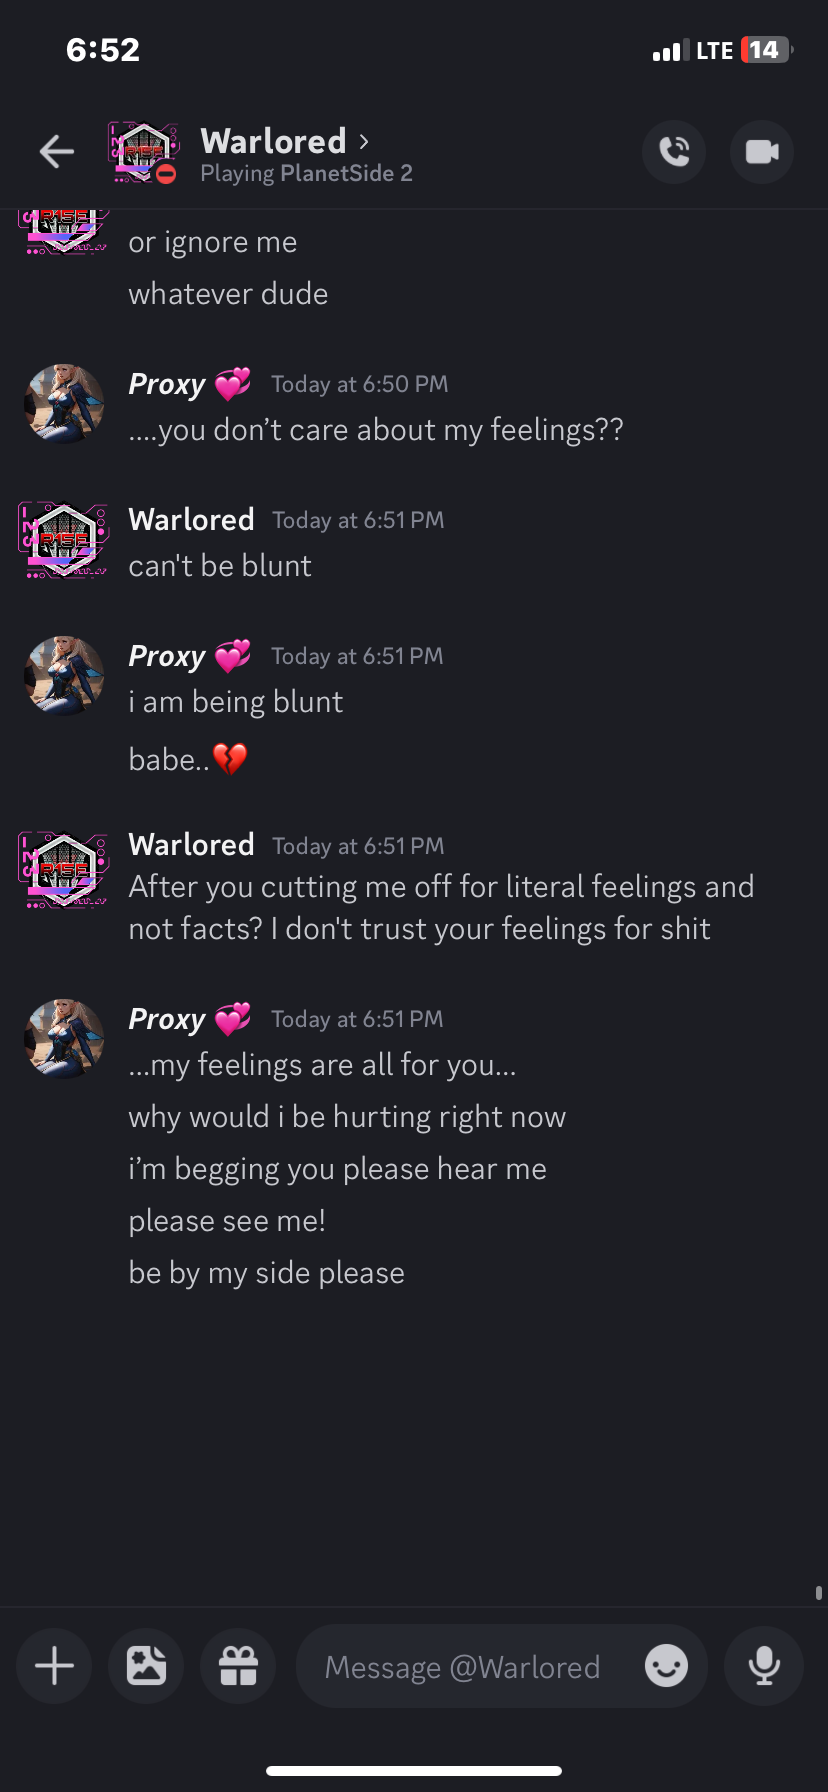 6:52
LTE 14
Warlored
Playing PlanetSide 2
or ignore me
whatever dude
Proxy 💞 Today at 6:50 PM
....you don’t care about my feelings??
Warlored Today at 6:51 PM
can't be blunt
Proxy 💞 Today at 6:51 PM
i am being blunt
babe..💔
Warlored Today at 6:51 PM
After you cutting me off for literal feelings and
not facts? I don't trust your feelings for shit
Proxy 💞 Today at 6:51 PM
...my feelings are all for you...
why would i be hurting right now
i’m begging you please hear me
please see me!
be by my side please
Message @Warlored